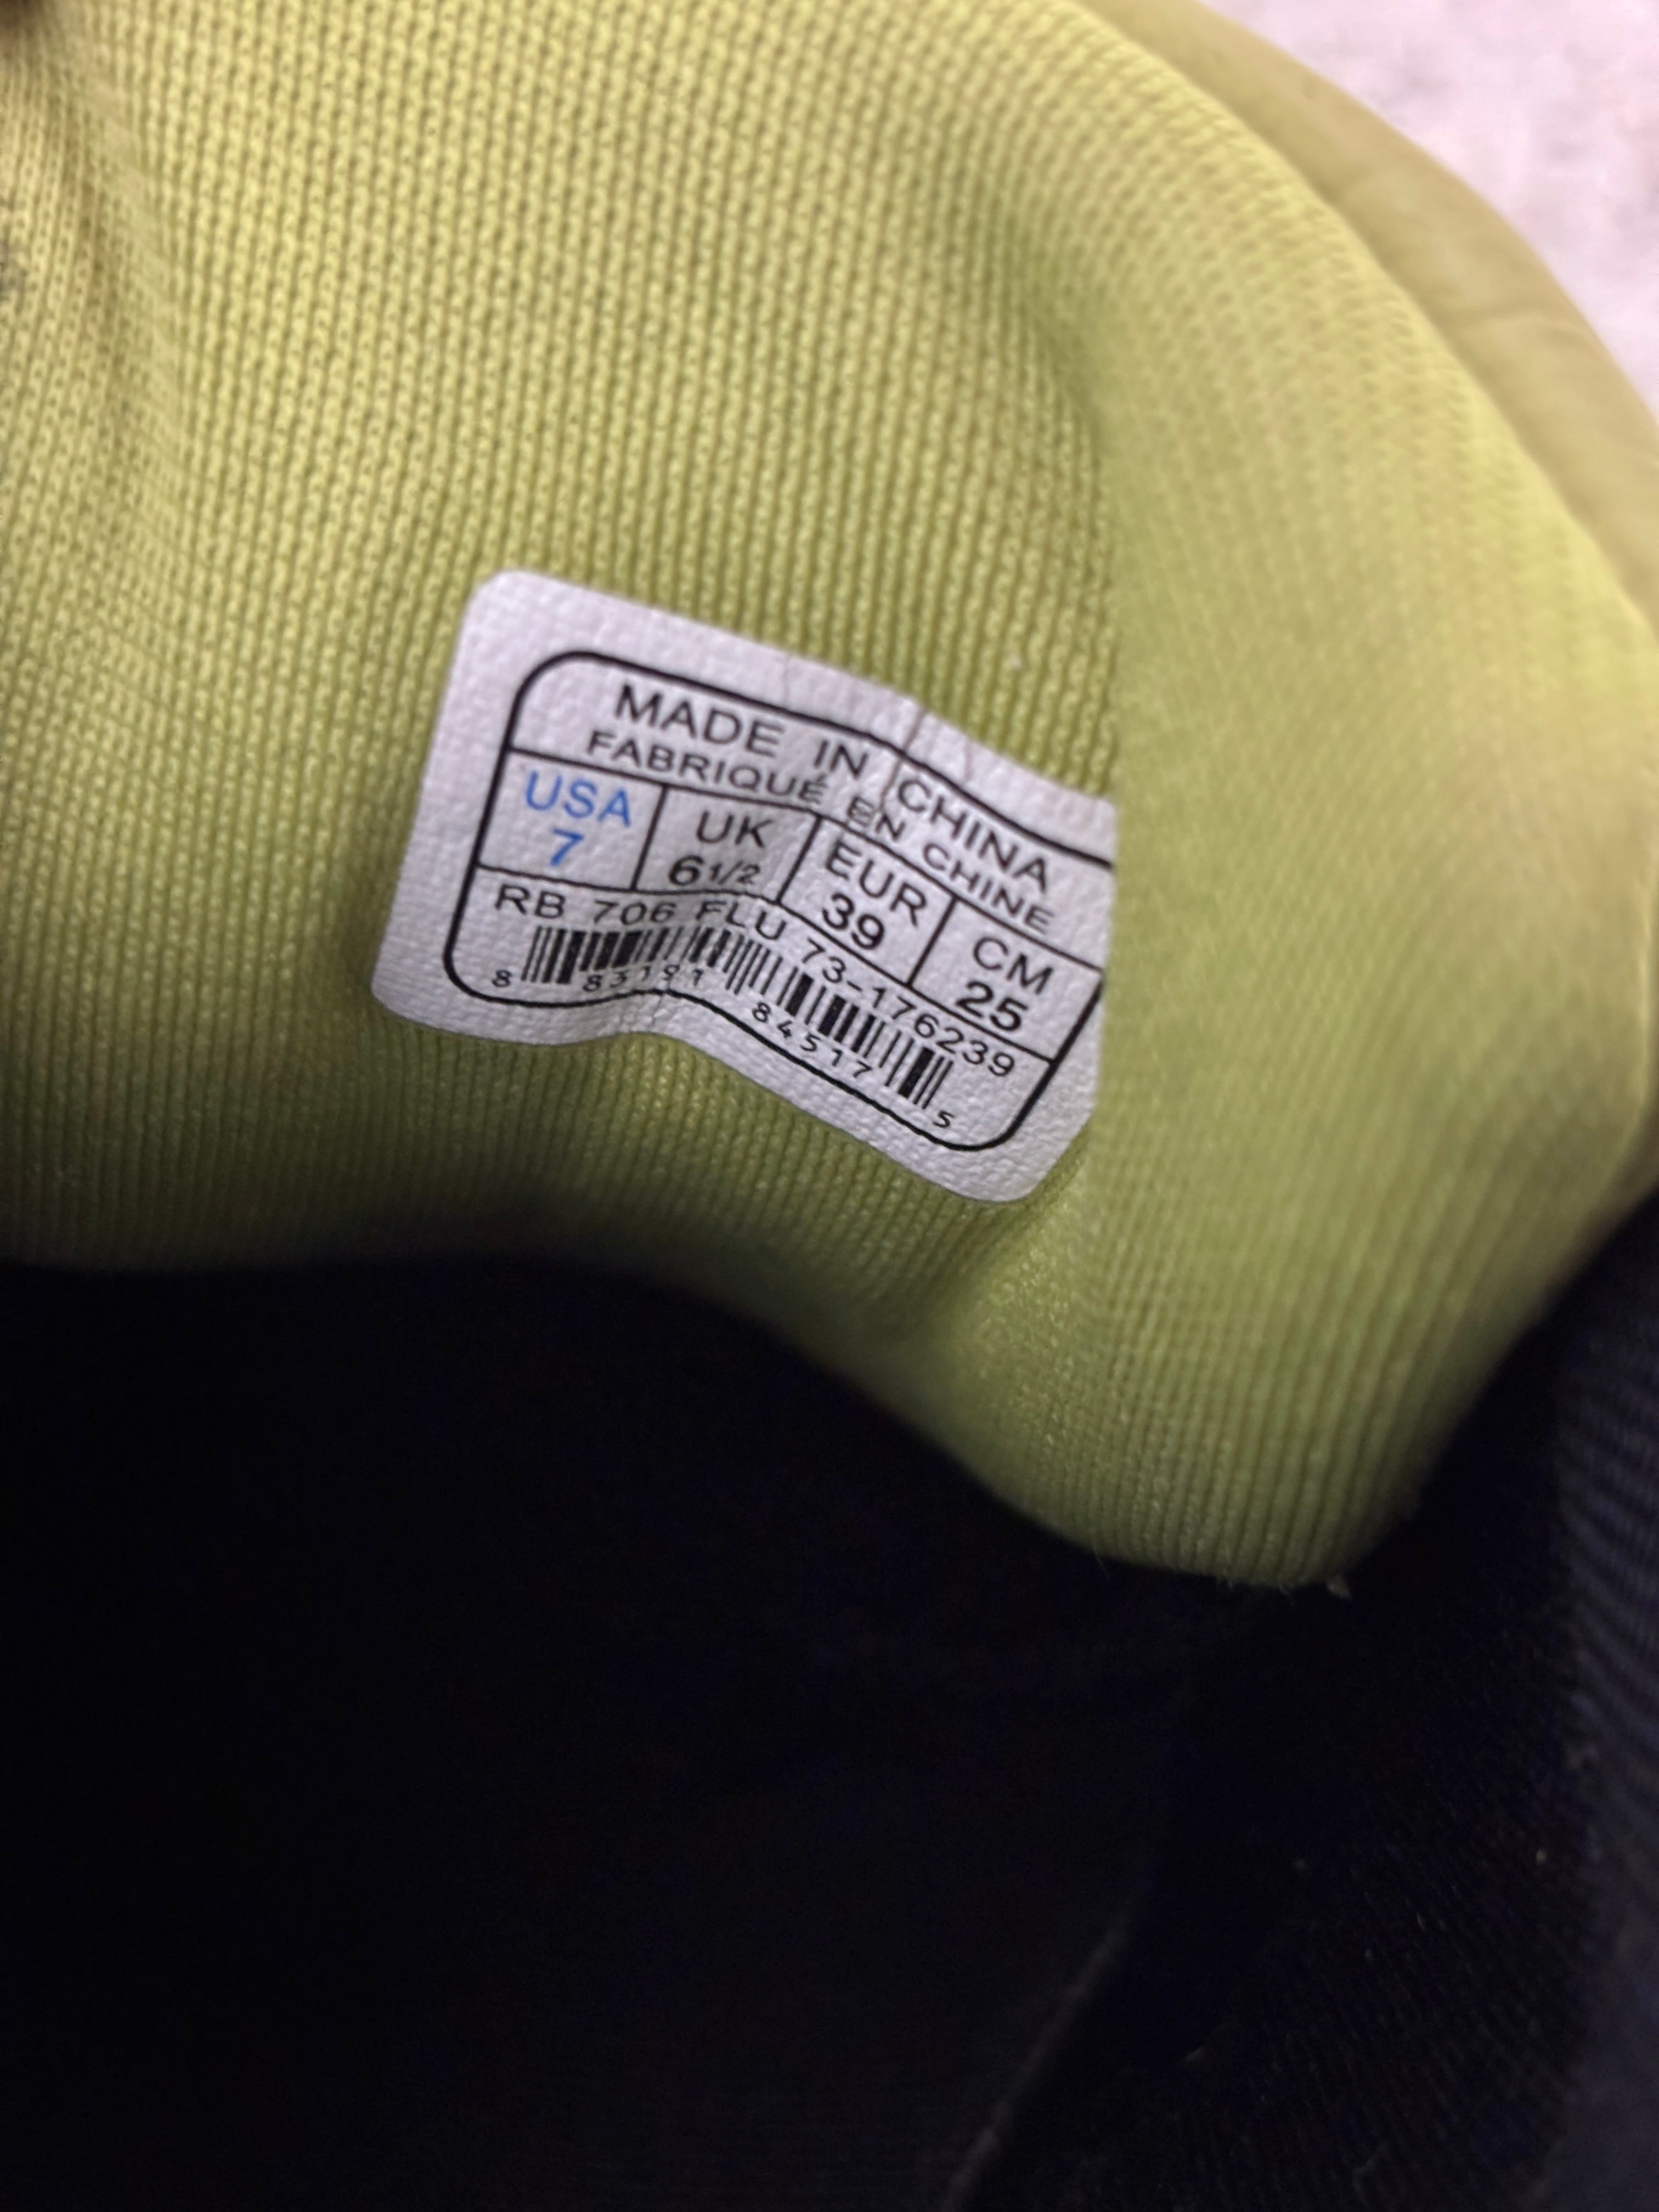 MADE IN CHINA
FABRIQUÉ EN CHINE
USA UK EUR CM
7 6 1/2 39 25
RB 706 FLU 73-176239
8 83191 84517 5